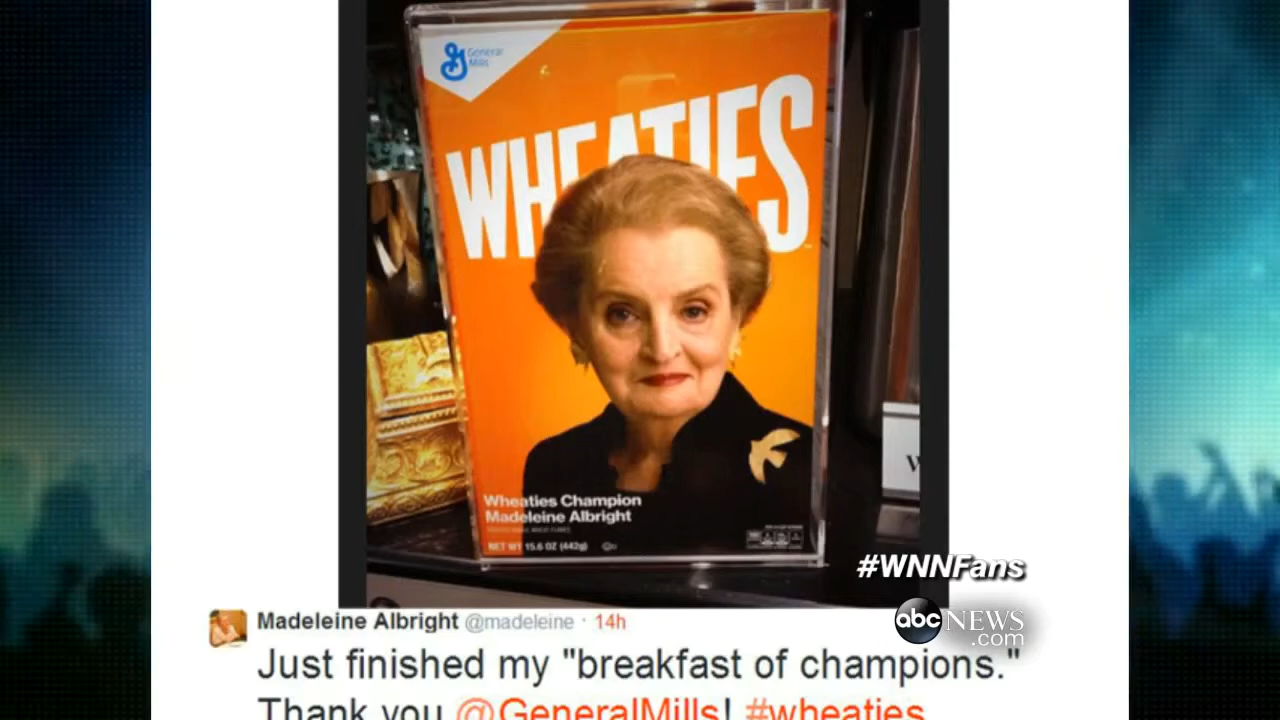 General
Mills
WHEATIES
Wheaties Champion
Madeleine Albright
NET WT 15.6 OZ (442g)
W
#WNNFans
abc NEWS
.com
Madeleine Albright @madeleine · 14h
Just finished my "breakfast of champions."
Thank you @GeneralMills! #wheaties